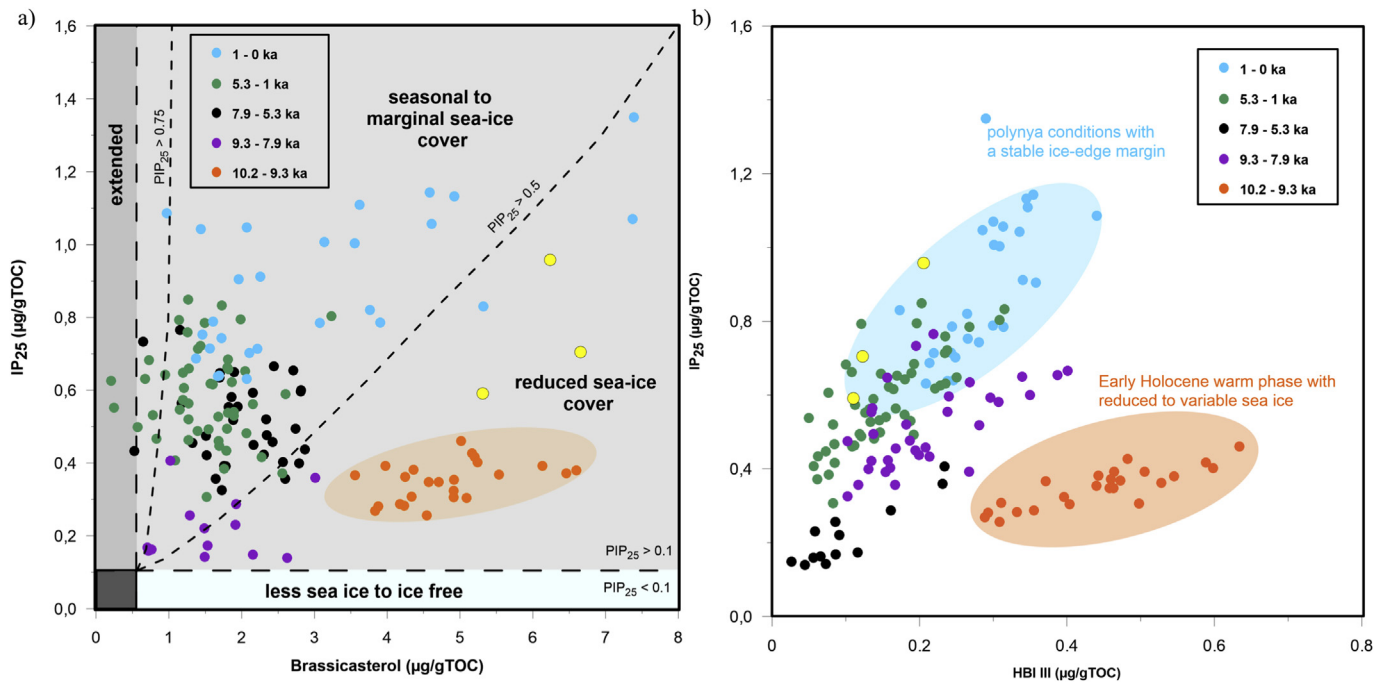 a)
1,6
1,4
1,2
1,0
0,8
0,6
0,4
0,2
0,0
IP25 (µg/gTOC)
0
1
2
3
4
5
6
7
8
Brassicasterol (µg/gTOC)
extended
PIP25 > 0.75
1 - 0 ka
5.3 - 1 ka
7.9 - 5.3 ka
9.3 - 7.9 ka
10.2 - 9.3 ka
seasonal to
marginal sea-ice
cover
PIP25 > 0.5
reduced sea-ice
cover
PIP25 > 0.1
less sea ice to ice free
PIP25 < 0.1
b)
1,6
1,2
0,8
0,4
0,0
IP25 (µg/gTOC)
0
0.2
0.4
0.6
0.8
HBI III (µg/gTOC)
1 - 0 ka
5.3 - 1 ka
7.9 - 5.3 ka
9.3 - 7.9 ka
10.2 - 9.3 ka
polynya conditions with
a stable ice-edge margin
Early Holocene warm phase with
reduced to variable sea ice